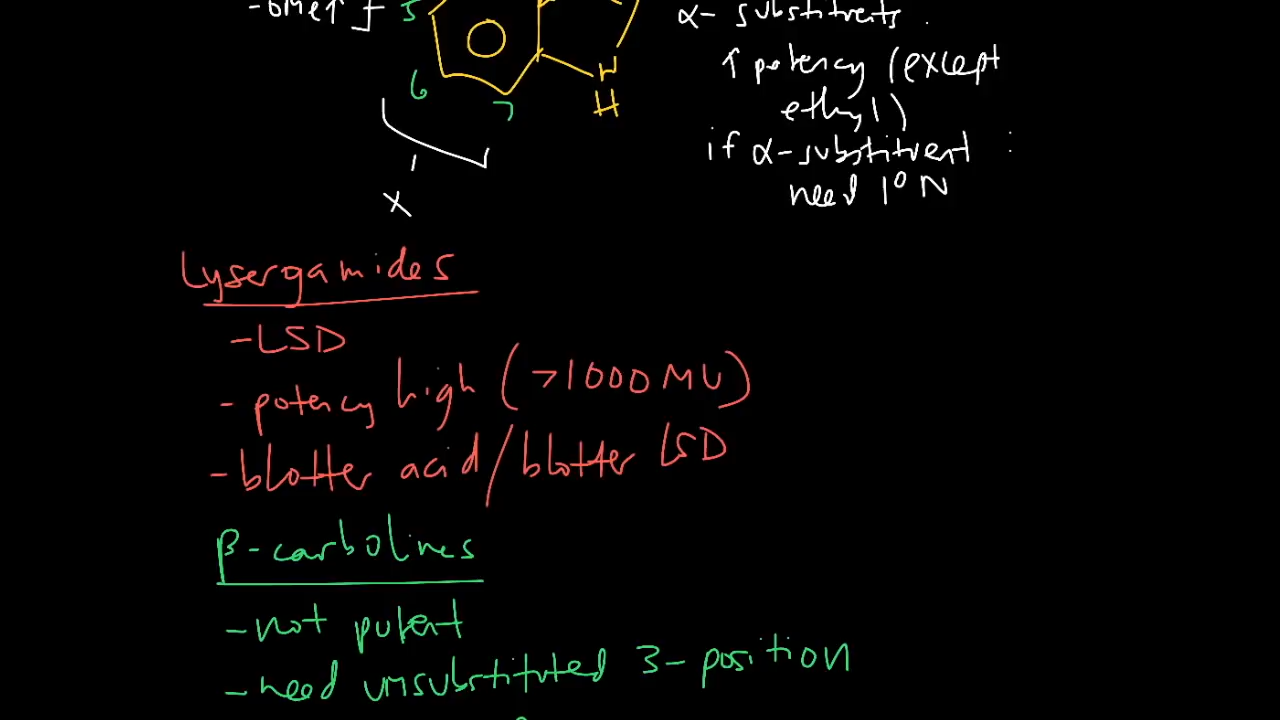 -OMe↑
5
α- substituents
↑ potency (except
ethyl)
6
7
N
H
if α-substituent :
need 1° N
X
Lysergamides
-LSD
- potency high (>1000 MU)
- blotter acid/blotter LSD
β-carbolines
- not potent
- need unsubstituted 3-position